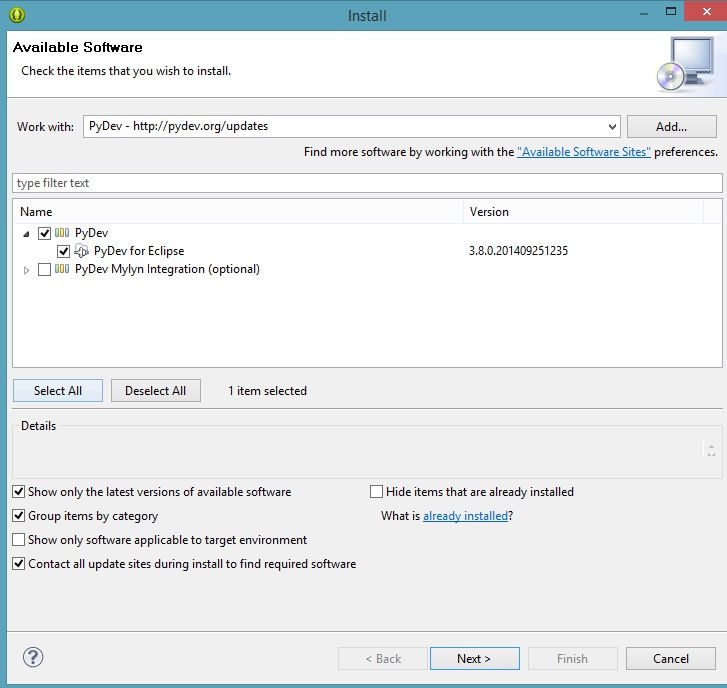 Install
Available Software
Check the items that you wish to install.
Work with: PyDev - http://pydev.org/updates Add...
Find more software by working with the "Available Software Sites" preferences.
type filter text
Name Version
PyDev
PyDev for Eclipse 3.8.0.201409251235
PyDev Mylyn Integration (optional)
Select All Deselect All 1 item selected
Details
Show only the latest versions of available software Hide items that are already installed
Group items by category What is already installed?
Show only software applicable to target environment
Contact all update sites during install to find required software
? < Back Next > Finish Cancel